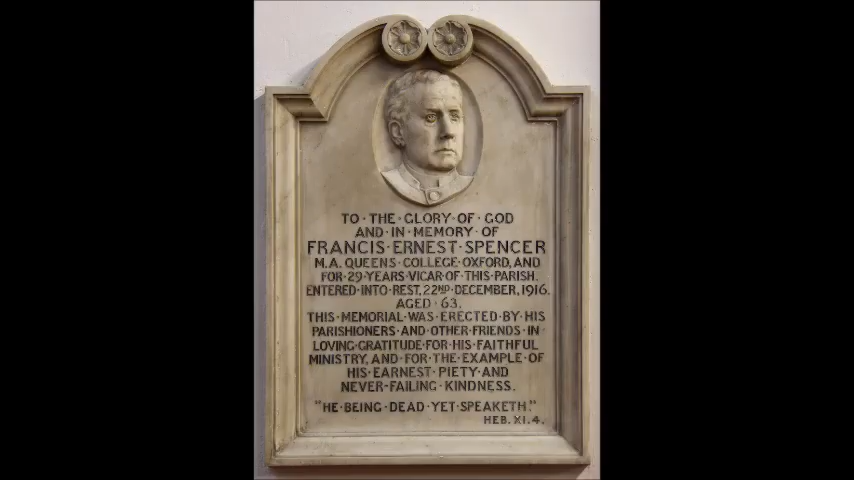 TO·THE·GLORY·OF·GOD
AND·IN·MEMORY·OF
FRANCIS·ERNEST·SPENCER
M.A. QUEENS·COLLEGE·OXFORD, AND
FOR·29·YEARS·VICAR·OF·THIS·PARISH.
ENTERED·INTO·REST, 22ND·DECEMBER, 1916.
AGED·63.
THIS·MEMORIAL·WAS·ERECTED·BY·HIS
PARISHIONERS·AND·OTHER·FRIENDS·IN
LOVING·GRATITUDE·FOR·HIS·FAITHFUL
MINISTRY, AND·FOR·THE·EXAMPLE·OF
HIS·EARNEST·PIETY·AND
NEVER-FAILING·KINDNESS.
"HE·BEING·DEAD·YET·SPEAKETH."
HEB. XI. 4.